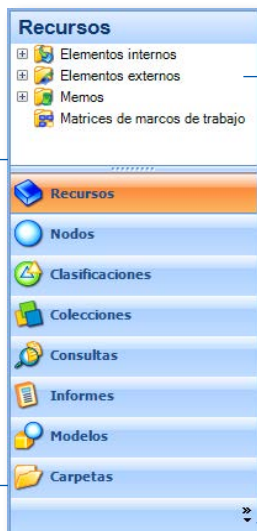 Recursos
Elementos internos
Elementos externos
Memos
Matrices de marcos de trabajo
Recursos
Nodos
Clasificaciones
Colecciones
Consultas
Informes
Modelos
Carpetas